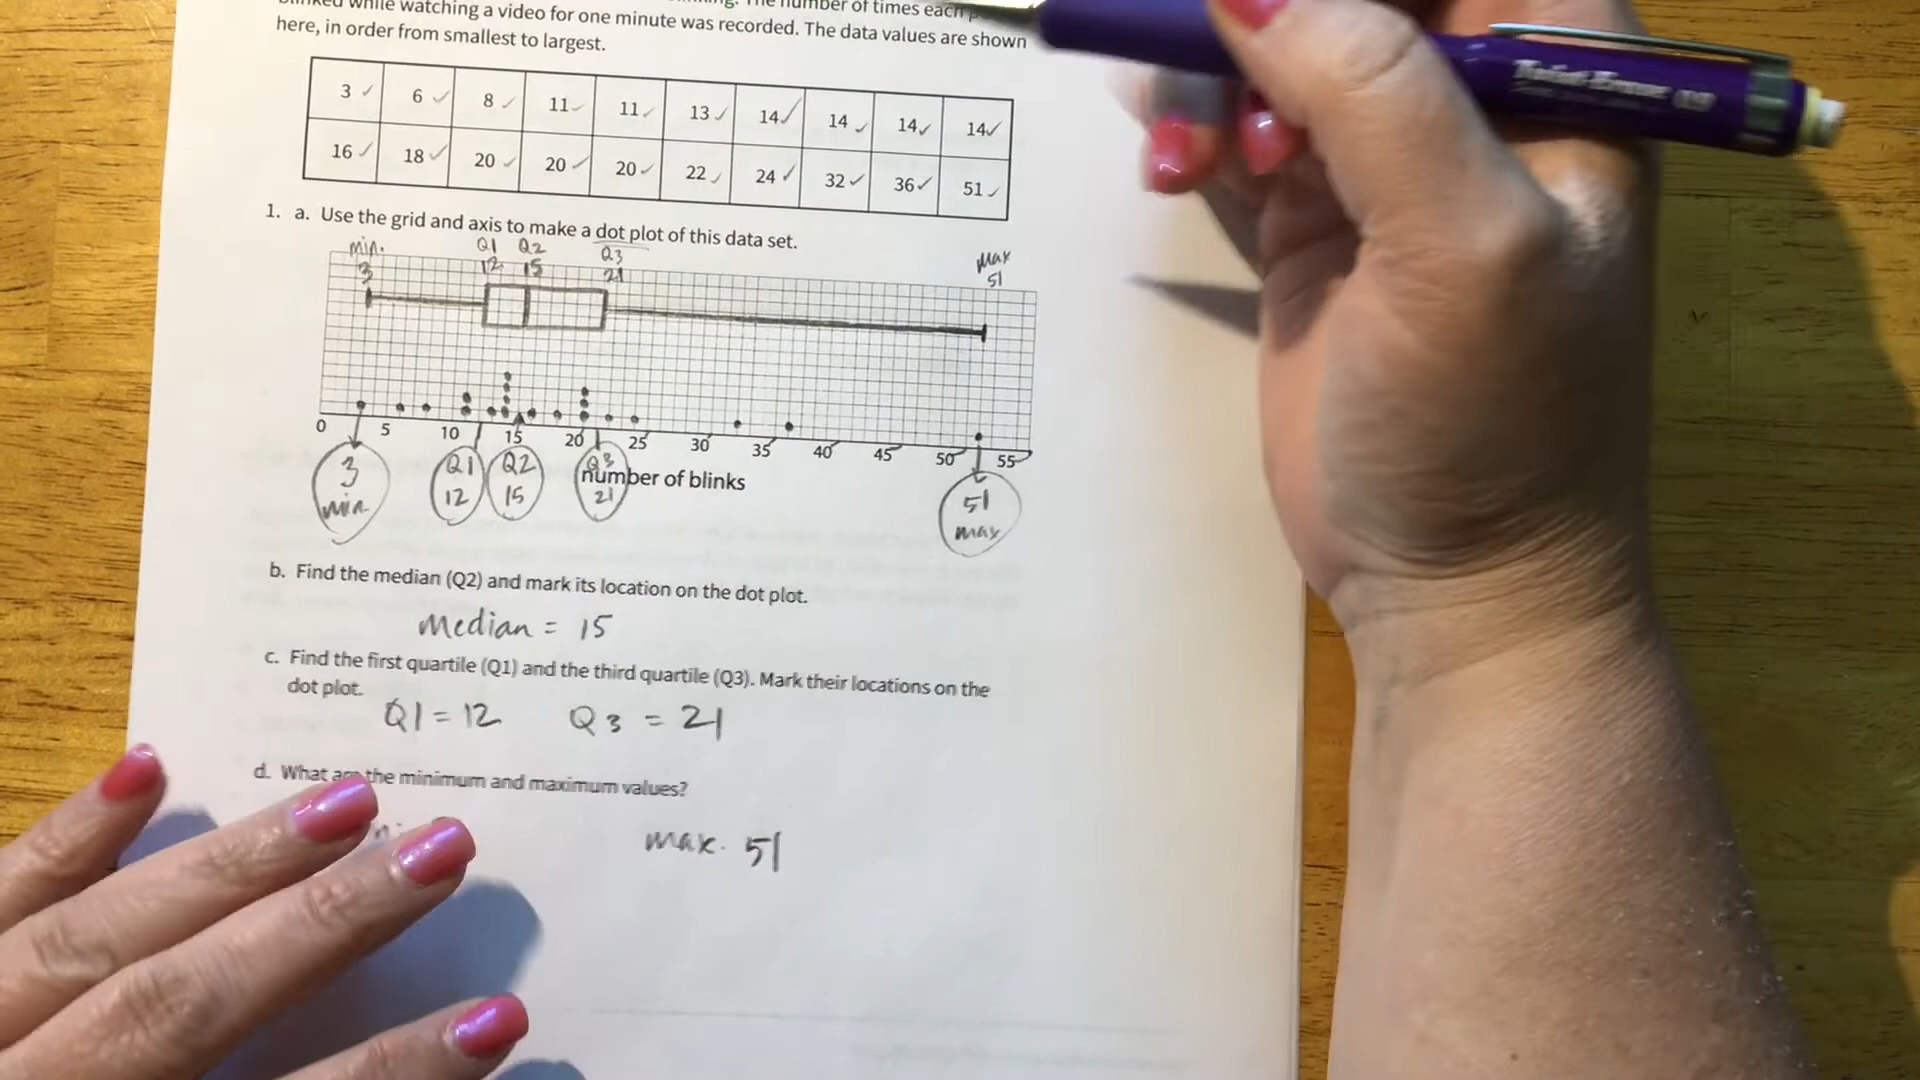 number of times each
while watching a video for one minute was recorded. The data values are shown
here, in order from smallest to largest.
3 ✓ 6 ✓ 8 ✓ 11 ✓ 11 ✓ 13 ✓ 14 ✓ 14 ✓ 14 ✓ 14 ✓
16 ✓ 18 ✓ 20 ✓ 20 ✓ 20 ✓ 22 ✓ 24 ✓ 32 ✓ 36 ✓ 51 ✓
1. a. Use the grid and axis to make a dot plot of this data set.
min. Q1 Q2 Q3 max
3 12 15 21 51
0 5 10 15 20 25 30 35 40 45 50 55
3 Q1 Q2 Q3 number of blinks 51
min 12 15 21 max
b. Find the median (Q2) and mark its location on the dot plot.
Median = 15
c. Find the first quartile (Q1) and the third quartile (Q3). Mark their locations on the
dot plot.
Q1 = 12 Q3 = 21
d. What are the minimum and maximum values?
max. 51